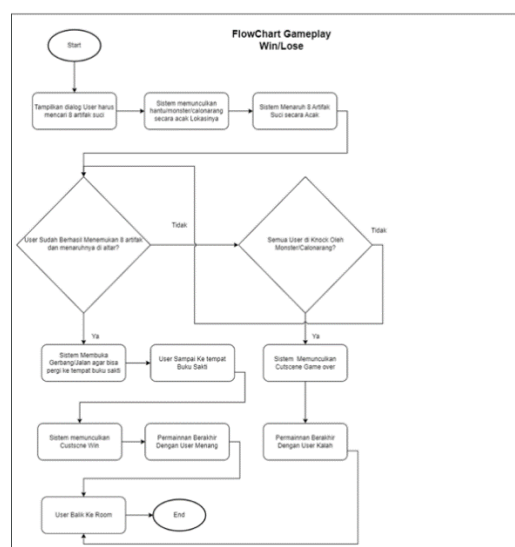 FlowChart Gameplay
Win/Lose
Start
Tampilkan dialog User harus
mencari 8 artifak suci
Sistem memunculkan
hantu/monster/calonarang
secara acak Lokasinya
Sistem Menaruh 8 Artifak
Suci secara Acak
User Sudah Berhasil Menemukan 8 artifak
dan menaruhnya di altar?
Tidak
Semua User di Knock Oleh
Monster/Calonarang?
Tidak
Ya
Ya
Sistem Membuka
Gerbang/Jalan agar bisa
pergi ke tempat buku sakti
User Sampai Ke tempat
Buku Sakti
Sistem Memunculkan
Cutscene Game over
Sistem memunculkan
Custscne Win
Permainnan Berakhir
Dengan User Menang
Permainnan Berakhir
Dengan User Kalah
User Balik Ke Room
End